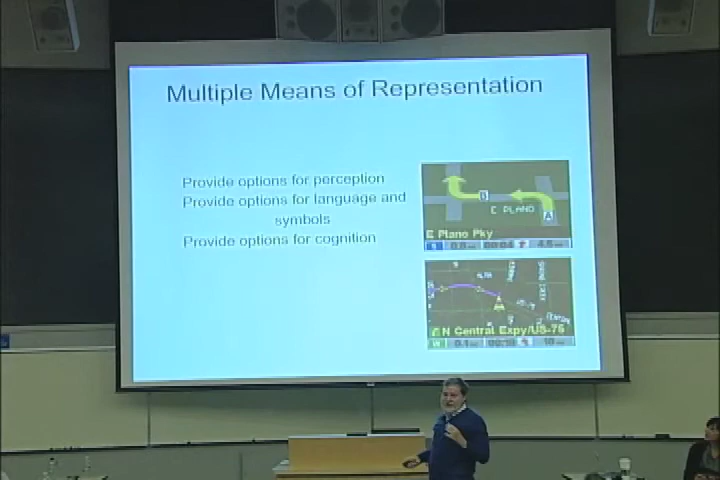 Multiple Means of Representation
Provide options for perception
Provide options for language and
symbols
Provide options for cognition
B
E PLANO
A
E Plano Pky
N Central Expy/US-75
W